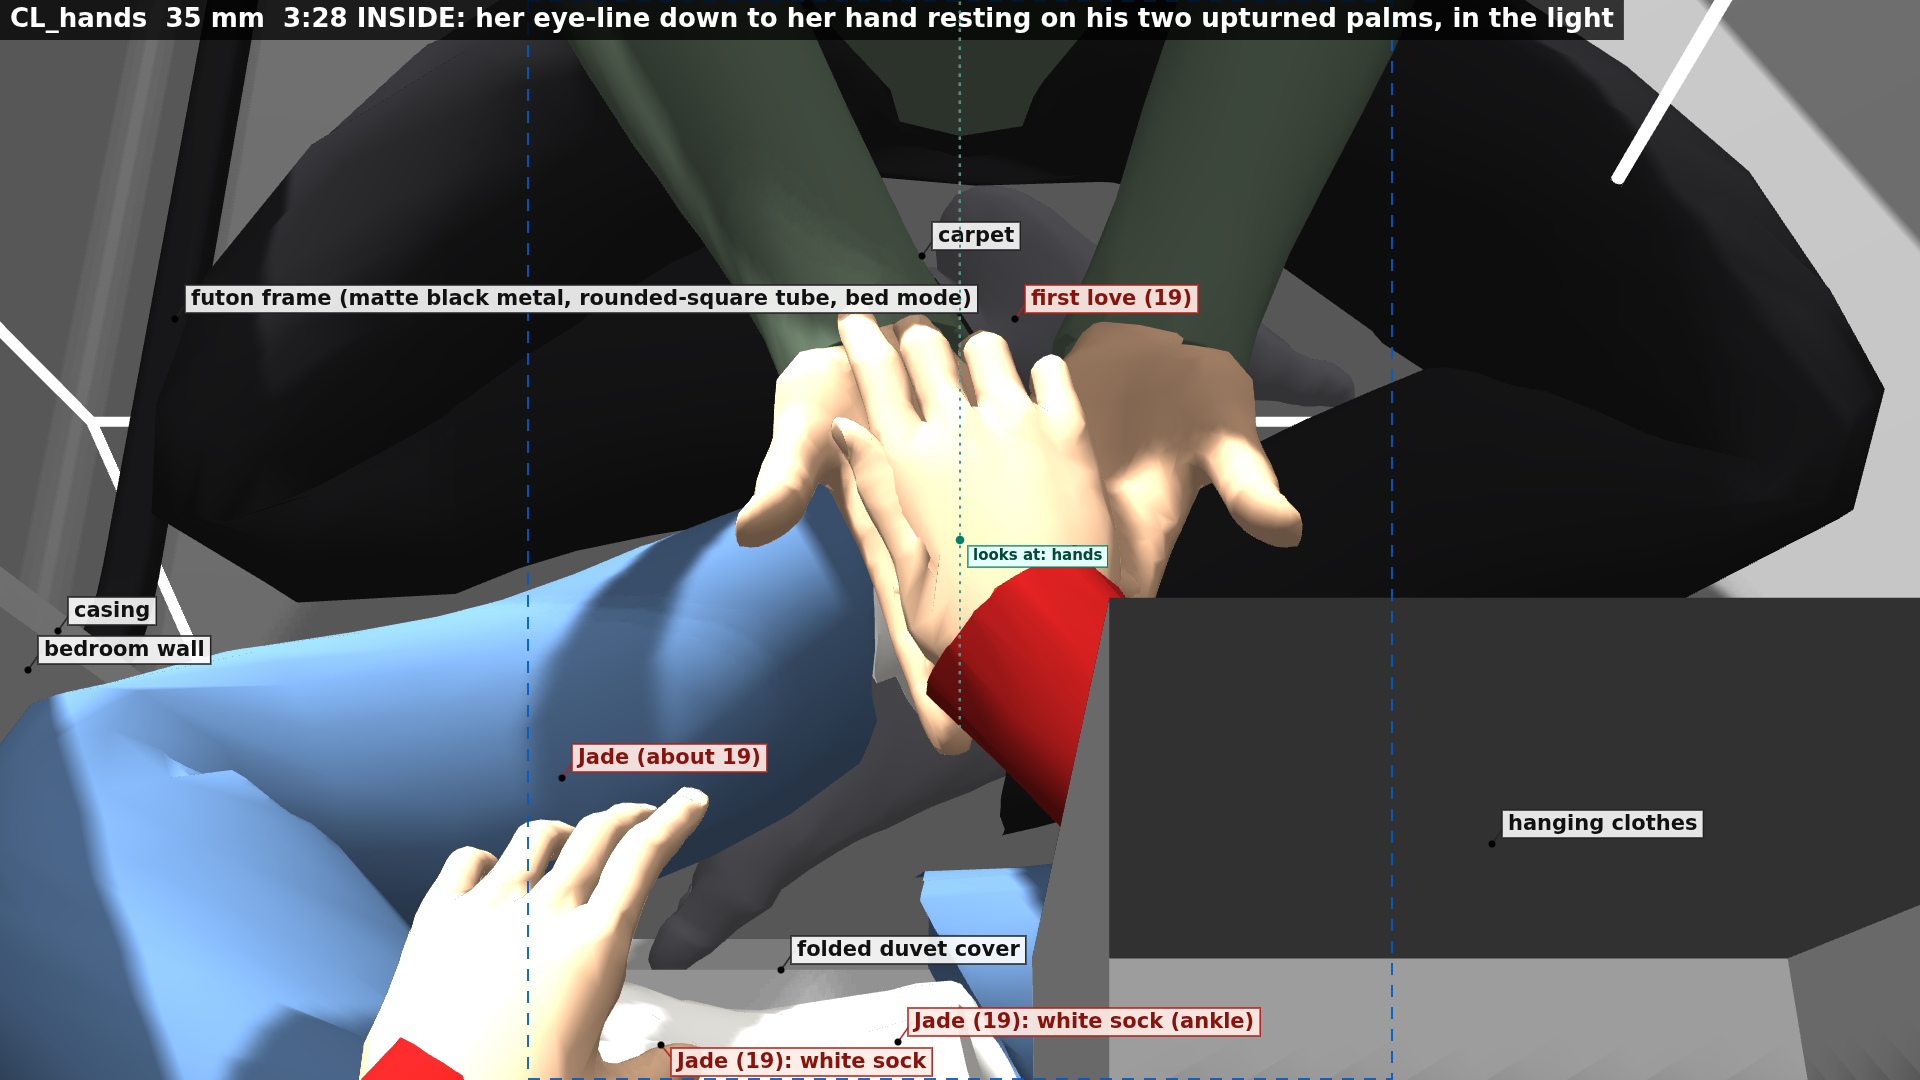 CL_hands 35 mm 3:28 INSIDE: her eye-line down to her hand resting on his two upturned palms, in the light
carpet
futon frame (matte black metal, rounded-square tube, bed mode)
first love (19)
looks at: hands
casing
bedroom wall
Jade (about 19)
hanging clothes
folded duvet cover
Jade (19): white sock (ankle)
Jade (19): white sock